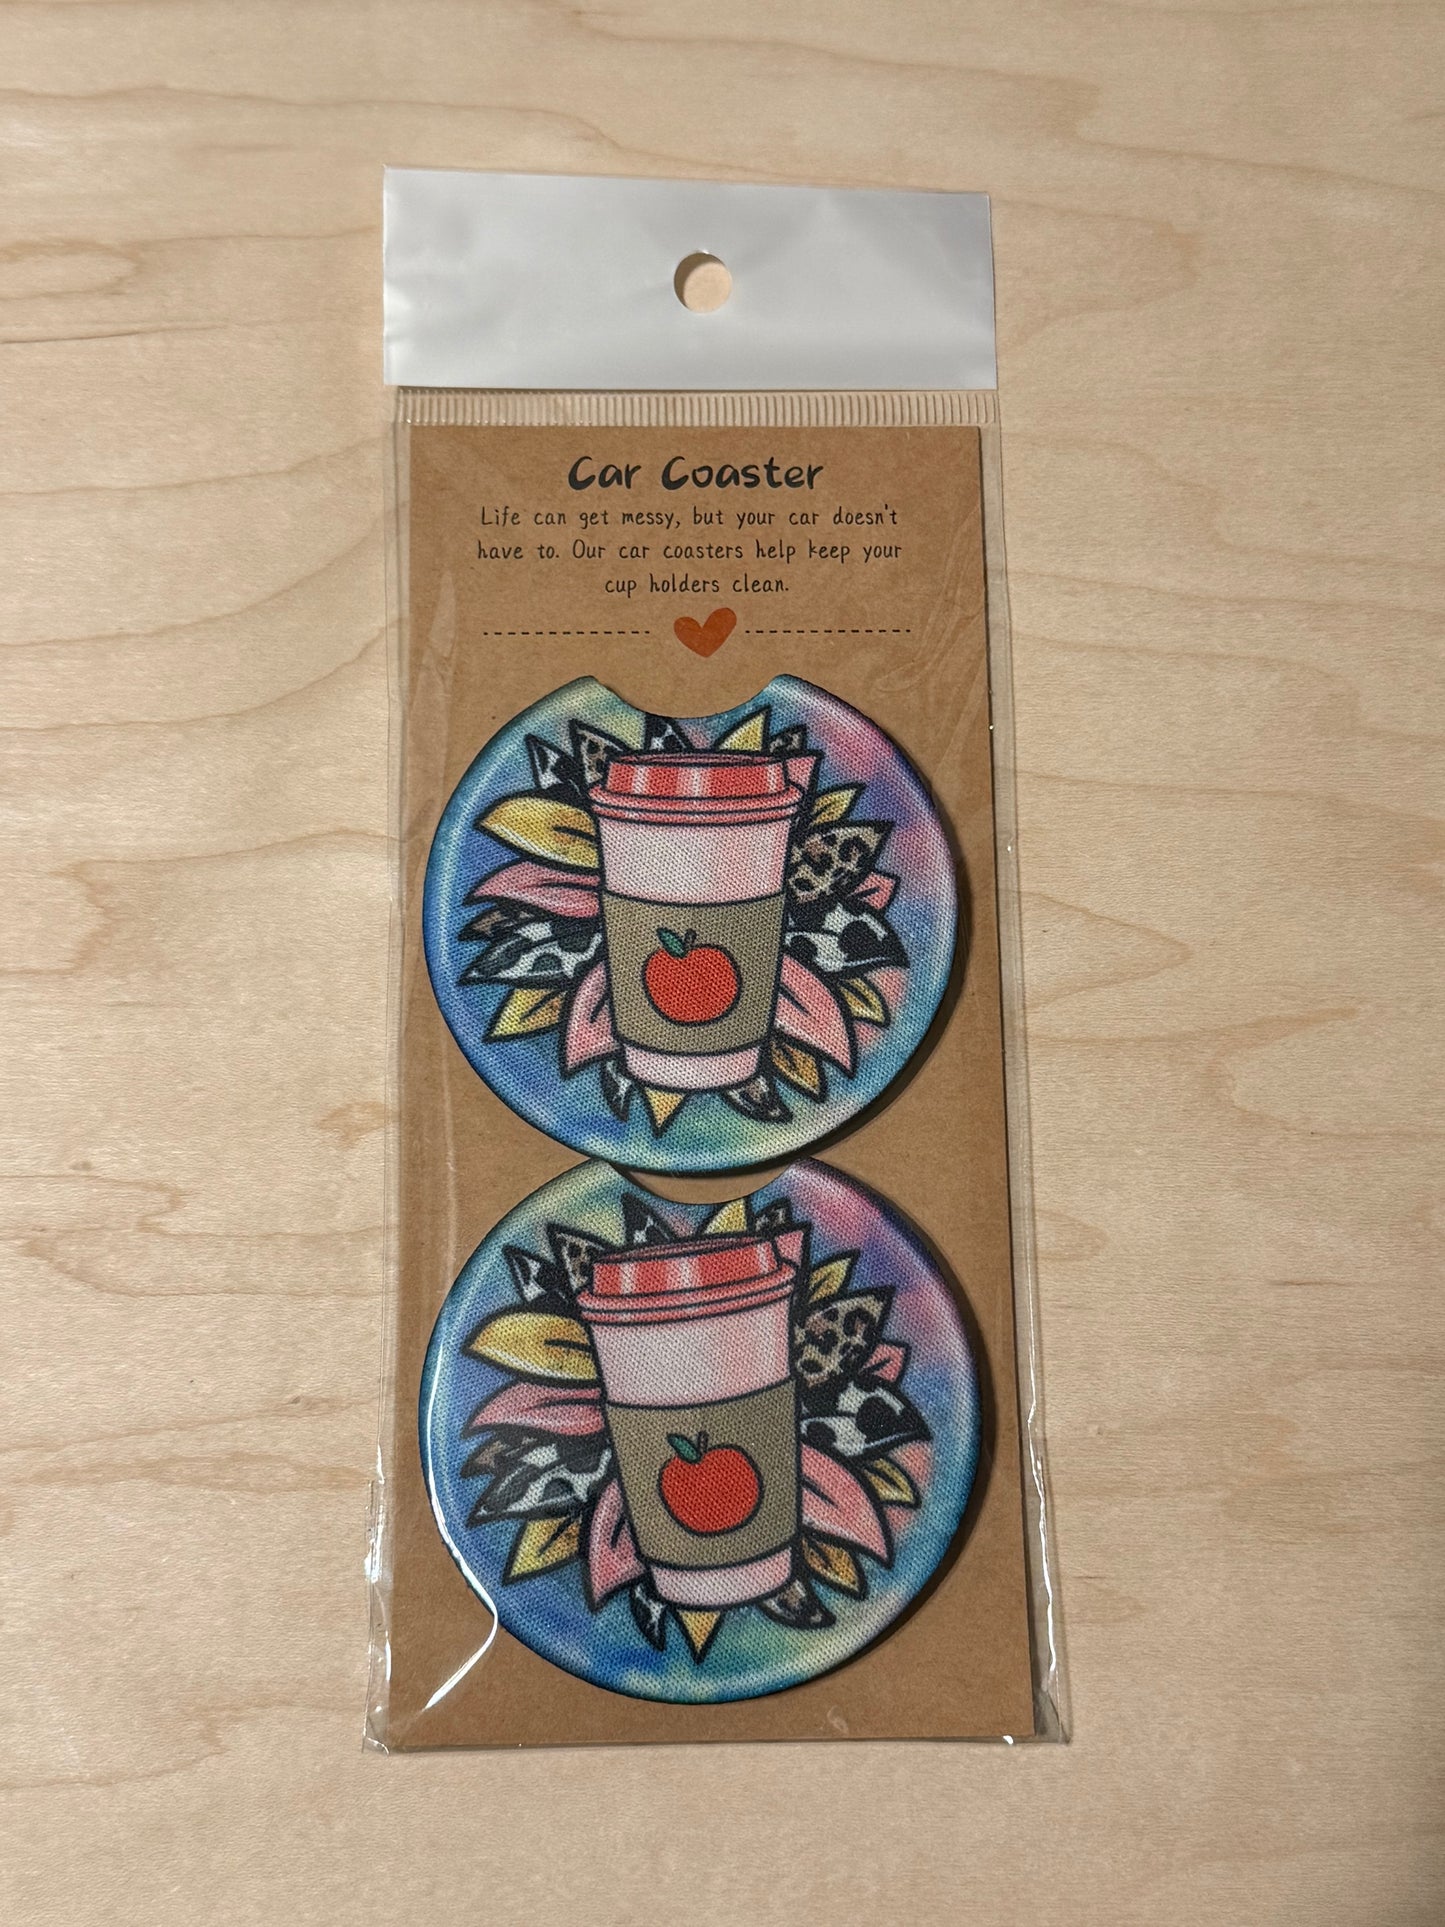 Car Coaster
Life can get messy, but your car doesn't
have to. Our car coasters help keep your
cup holders clean.